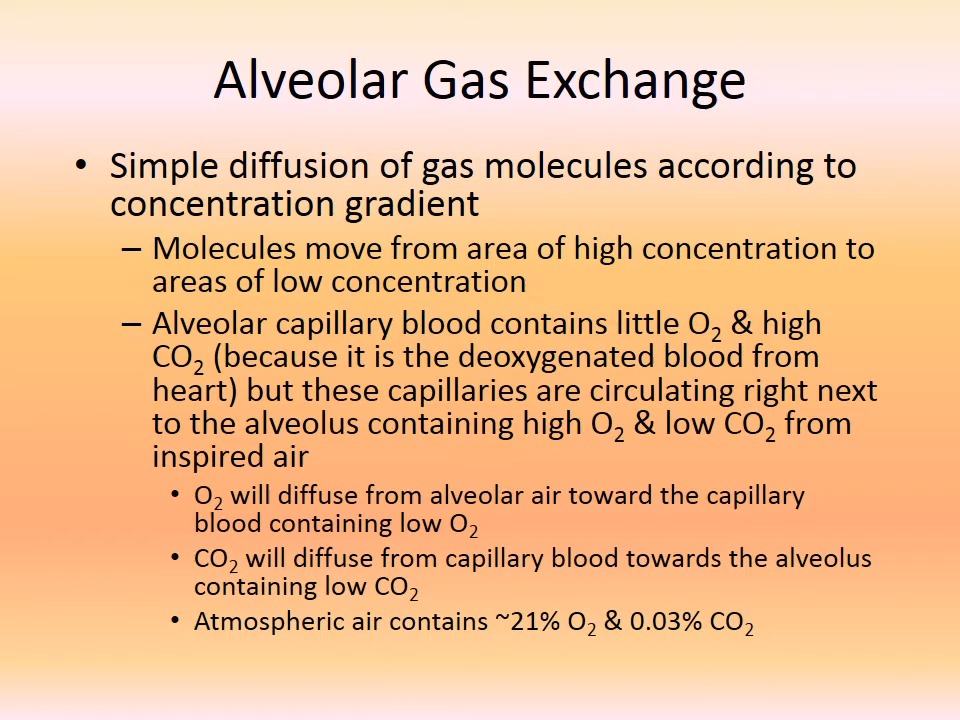 Alveolar Gas Exchange
• Simple diffusion of gas molecules according to
concentration gradient
– Molecules move from area of high concentration to
areas of low concentration
– Alveolar capillary blood contains little O₂ & high
CO₂ (because it is the deoxygenated blood from
heart) but these capillaries are circulating right next
to the alveolus containing high O₂ & low CO₂ from
inspired air
• O₂ will diffuse from alveolar air toward the capillary
blood containing low O₂
• CO₂ will diffuse from capillary blood towards the alveolus
containing low CO₂
• Atmospheric air contains ~21% O₂ & 0.03% CO₂